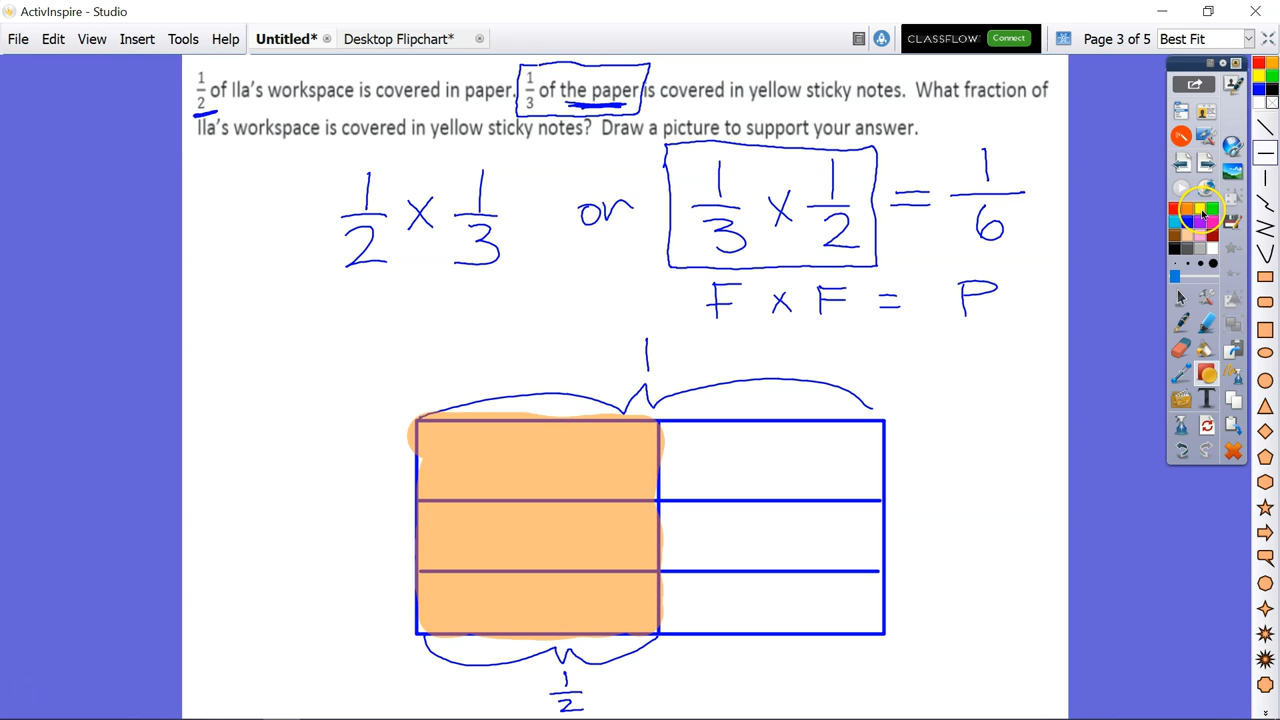 ActivInspire - Studio
File Edit View Insert Tools Help Untitled* Desktop Flipchart* CLASSFLOW Connect Page 3 of 5 Best Fit
1/2 of Ila's workspace is covered in paper. 1/3 of the paper is covered in yellow sticky notes. What fraction of
Ila's workspace is covered in yellow sticky notes? Draw a picture to support your answer.
1/2 x 1/3 or 1/3 x 1/2 = 1/6
F x F = P
1
1/2